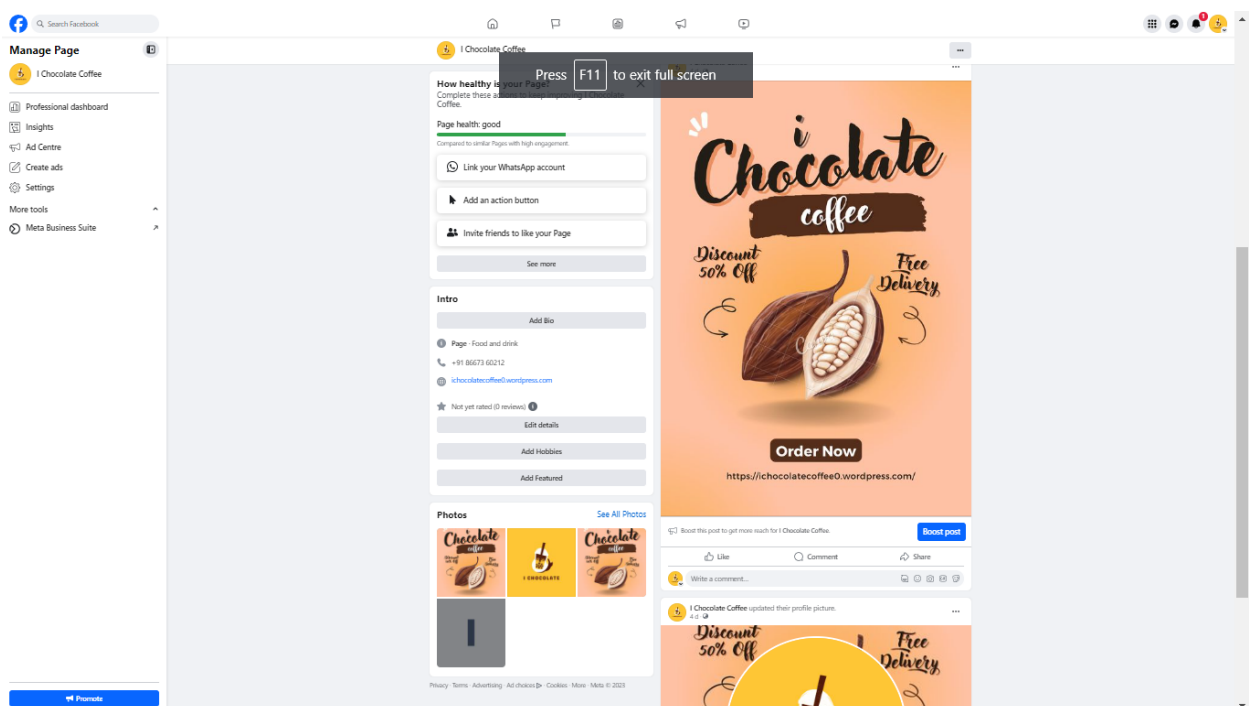 Search Facebook
Manage Page
I Chocolate Coffee
Professional dashboard
Insights
Ad Centre
Create ads
Settings
More tools
Meta Business Suite
Promote
I Chocolate Coffee
Press F11 to exit full screen
How healthy is your Page?
Complete these actions to keep improving I Chocolate
Coffee.
Page health: good
Compared to similar Pages with high engagement.
Link your WhatsApp account
Add an action button
Invite friends to like your Page
See more
Intro
Add Bio
Page · Food and drink
+91 86673 60212
ichocolatecoffee0.wordpress.com
Not yet rated (0 reviews)
Edit details
Add Hobbies
Add Featured
Photos
See All Photos
Chocolate
coffee
I CHOCOLATE
Chocolate
coffee
I
Privacy · Terms · Advertising · Ad choices · Cookies · More · Meta © 2023
i
Chocolate
coffee
Discount
50% Off
Free
Delivery
Order Now
https://ichocolatecoffee0.wordpress.com/
Boost this post to get more reach for I Chocolate Coffee.
Boost post
Like
Comment
Share
Write a comment...
I Chocolate Coffee updated their profile picture.
4 d
Discount
50% Off
Free
Delivery